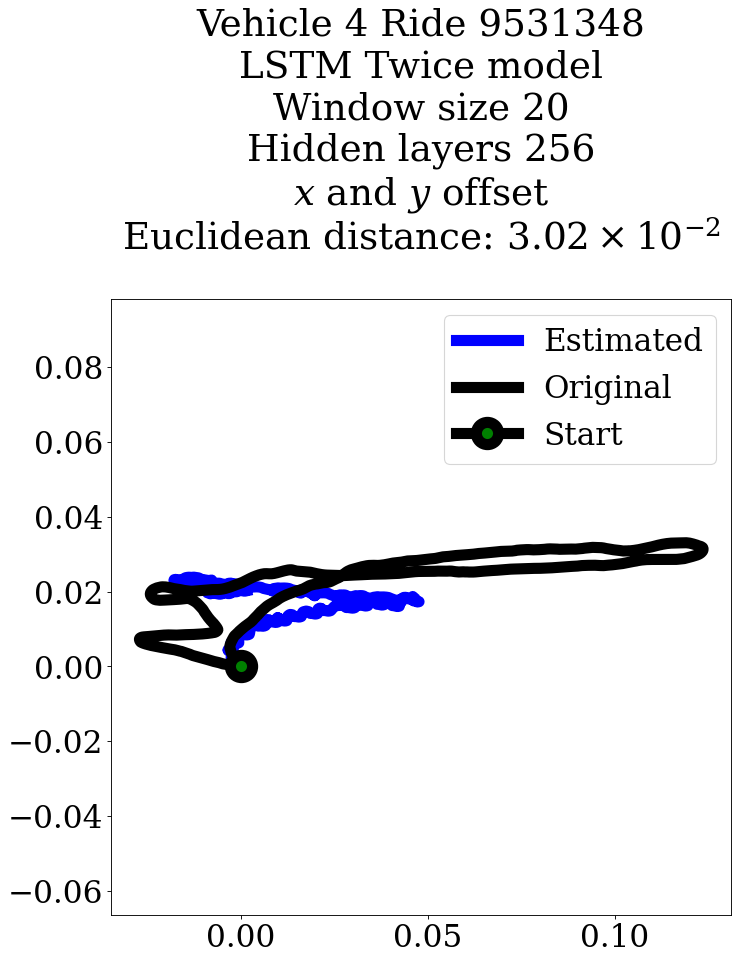 Vehicle 4 Ride 9531348
LSTM Twice model
Window size 20
Hidden layers 256
x and y offset
Euclidean distance: 3.02 × 10⁻²
Estimated
Original
Start
0.08
0.06
0.04
0.02
0.00
−0.02
−0.04
−0.06
0.00 0.05 0.10